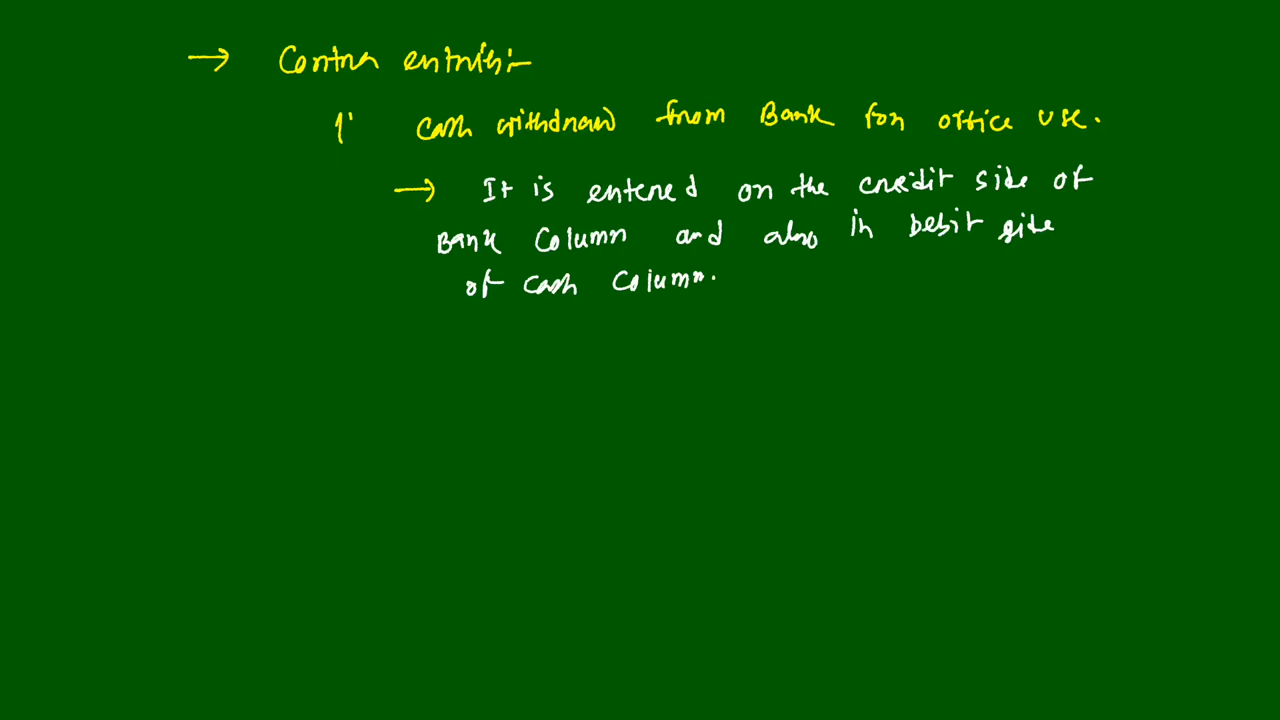 → Contra entries:-
1. Cash withdraw from Bank for office use.
→ It is entered on the credit side of
Bank Column and also in Debit side
of cash column.